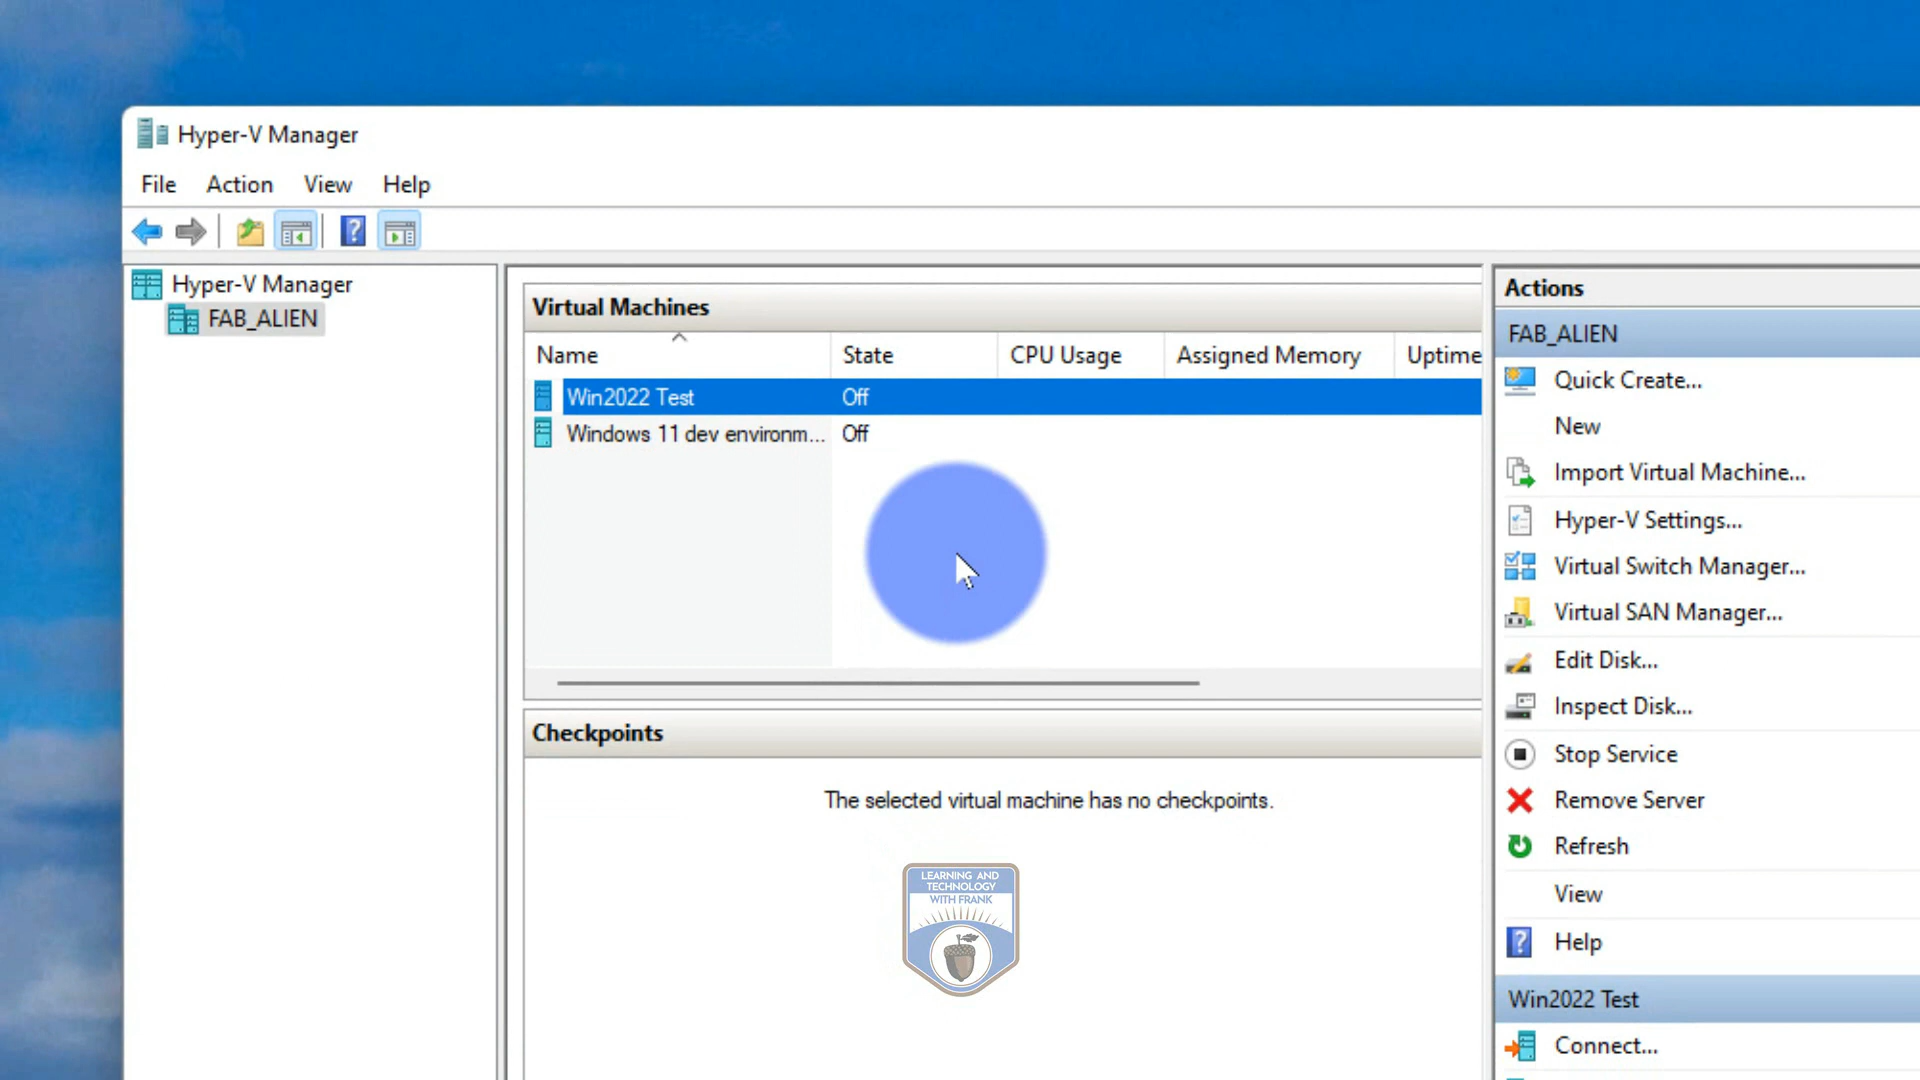 Hyper-V Manager
File Action View Help
Hyper-V Manager
FAB_ALIEN
Virtual Machines
Name State CPU Usage Assigned Memory Uptime
Win2022 Test Off
Windows 11 dev environm... Off
Checkpoints
The selected virtual machine has no checkpoints.
LEARNING AND
TECHNOLOGY
WITH FRANK
Actions
FAB_ALIEN
Quick Create...
New
Import Virtual Machine...
Hyper-V Settings...
Virtual Switch Manager...
Virtual SAN Manager...
Edit Disk...
Inspect Disk...
Stop Service
Remove Server
Refresh
View
Help
Win2022 Test
Connect...